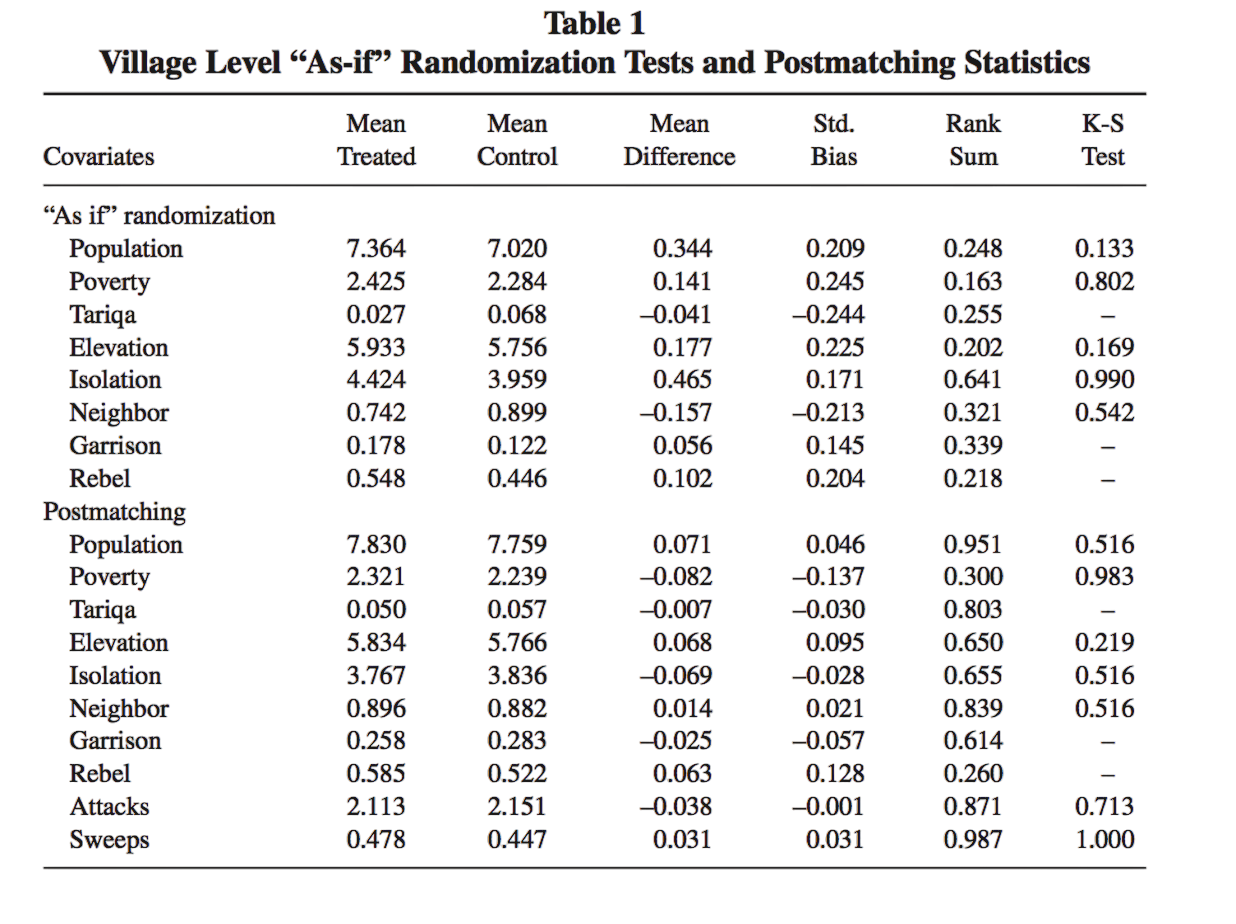 Table 1
Village Level “As-if” Randomization Tests and Postmatching Statistics
Mean Mean Mean Std. Rank K-S
Covariates Treated Control Difference Bias Sum Test
“As if” randomization
Population 7.364 7.020 0.344 0.209 0.248 0.133
Poverty 2.425 2.284 0.141 0.245 0.163 0.802
Tariqa 0.027 0.068 –0.041 –0.244 0.255 –
Elevation 5.933 5.756 0.177 0.225 0.202 0.169
Isolation 4.424 3.959 0.465 0.171 0.641 0.990
Neighbor 0.742 0.899 –0.157 –0.213 0.321 0.542
Garrison 0.178 0.122 0.056 0.145 0.339 –
Rebel 0.548 0.446 0.102 0.204 0.218 –
Postmatching
Population 7.830 7.759 0.071 0.046 0.951 0.516
Poverty 2.321 2.239 –0.082 –0.137 0.300 0.983
Tariqa 0.050 0.057 –0.007 –0.030 0.803 –
Elevation 5.834 5.766 0.068 0.095 0.650 0.219
Isolation 3.767 3.836 –0.069 –0.028 0.655 0.516
Neighbor 0.896 0.882 0.014 0.021 0.839 0.516
Garrison 0.258 0.283 –0.025 –0.057 0.614 –
Rebel 0.585 0.522 0.063 0.128 0.260 –
Attacks 2.113 2.151 –0.038 –0.001 0.871 0.713
Sweeps 0.478 0.447 0.031 0.031 0.987 1.000